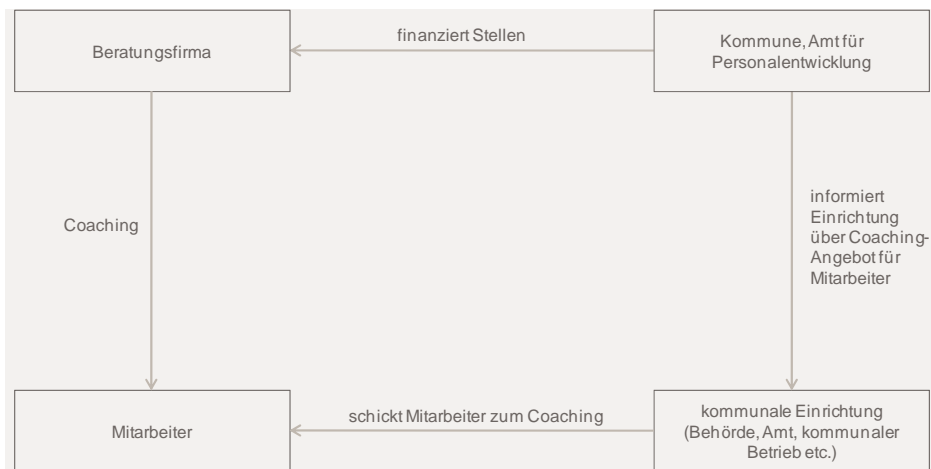 Beratungsfirma
finanziert Stellen
Kommune, Amt für
Personalentwicklung
Coaching
informiert
Einrichtung
über Coaching-
Angebot für
Mitarbeiter
Mitarbeiter
schickt Mitarbeiter zum Coaching
kommunale Einrichtung
(Behörde, Amt, kommunaler
Betrieb etc.)